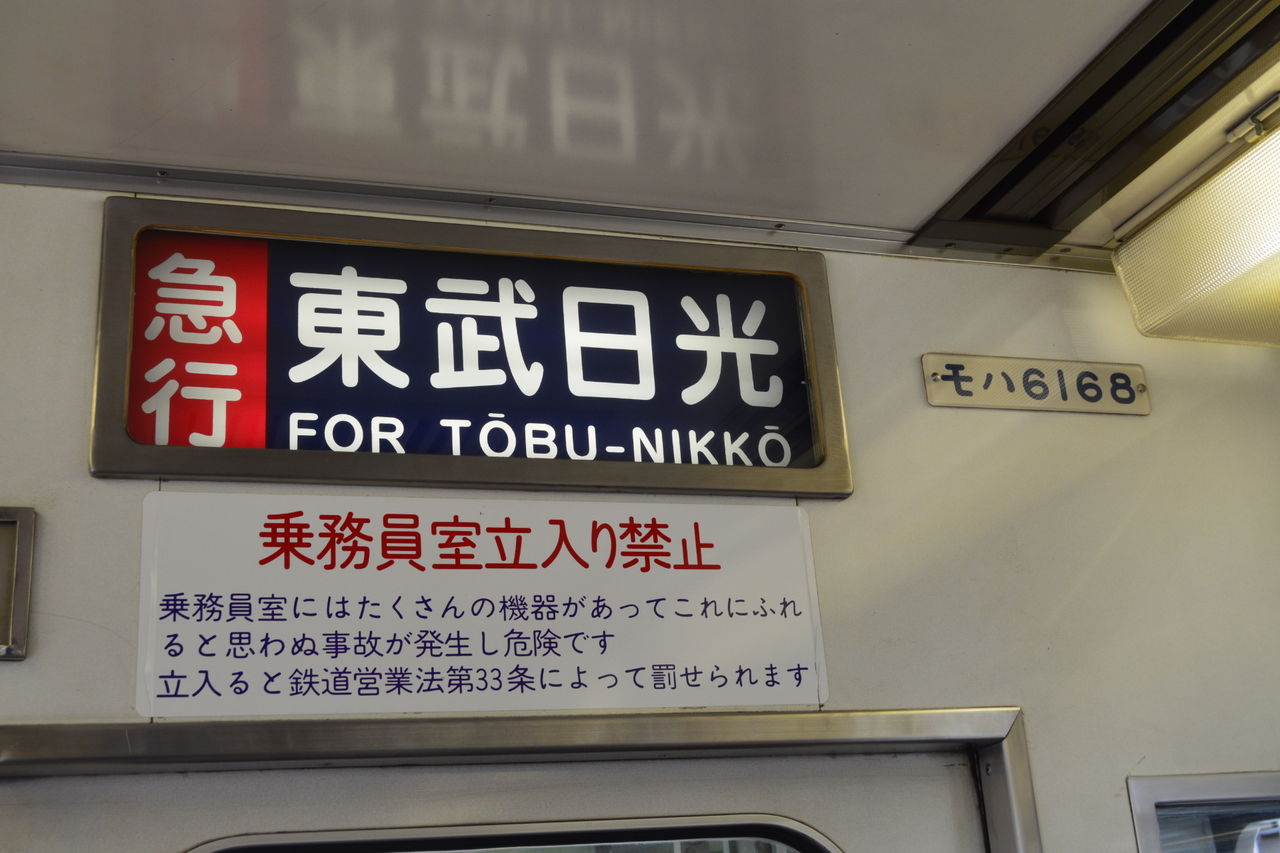 急行
東武日光
FOR TŌBU-NIKKŌ
モハ6168
乗務員室立入り禁止
乗務員室にはたくさんの機器があってこれにふれ
ると思わぬ事故が発生し危険です
立入ると鉄道営業法第33条によって罰せられます